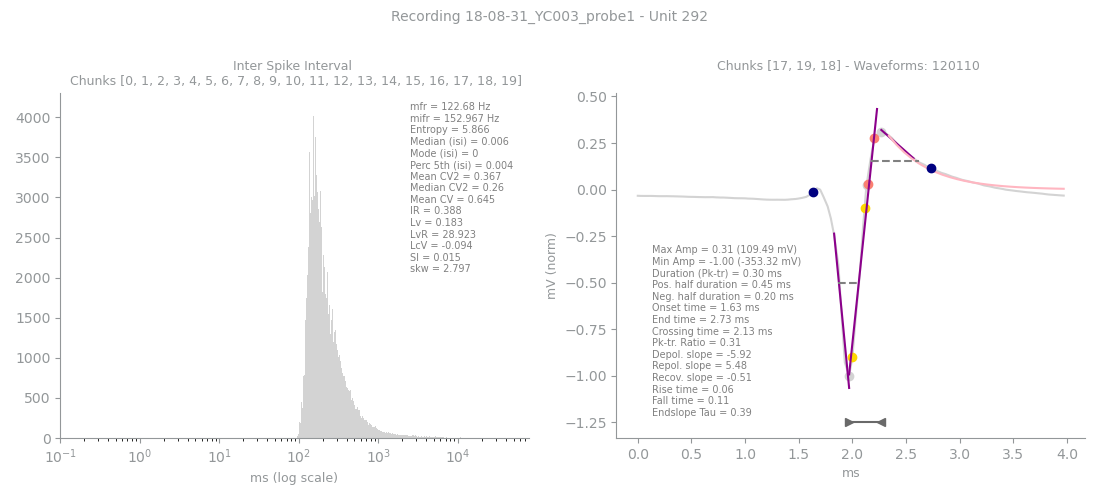 Recording 18-08-31_YC003_probe1 - Unit 292
Inter Spike Interval
Chunks [0, 1, 2, 3, 4, 5, 6, 7, 8, 9, 10, 11, 12, 13, 14, 15, 16, 17, 18, 19]
4000
3500
3000
2500
2000
1500
1000
500
0
mfr = 122.68 Hz
mifr = 152.967 Hz
Entropy = 5.866
Median (isi) = 0.006
Mode (isi) = 0
Perc 5th (isi) = 0.004
Mean CV2 = 0.367
Median CV2 = 0.26
Mean CV = 0.645
IR = 0.388
Lv = 0.183
LvR = 28.923
LcV = -0.094
SI = 0.015
skw = 2.797
10⁻¹ 10⁰ 10¹ 10² 10³ 10⁴
ms (log scale)
Chunks [17, 19, 18] - Waveforms: 120110
mV (norm)
0.50
0.25
0.00
−0.25
−0.50
−0.75
−1.00
−1.25
Max Amp = 0.31 (109.49 mV)
Min Amp = -1.00 (-353.32 mV)
Duration (Pk-tr) = 0.30 ms
Pos. half duration = 0.45 ms
Neg. half duration = 0.20 ms
Onset time = 1.63 ms
End time = 2.73 ms
Crossing time = 2.13 ms
Pk-tr. Ratio = 0.31
Depol. slope = -5.92
Repol. slope = 5.48
Recov. slope = -0.51
Rise time = 0.06
Fall time = 0.11
Endslope Tau = 0.39
0.0 0.5 1.0 1.5 2.0 2.5 3.0 3.5 4.0
ms